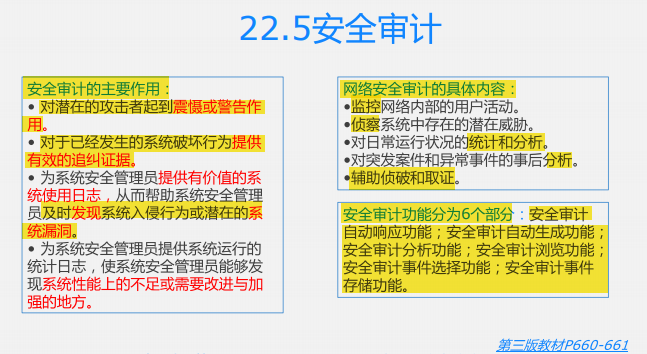 22.5安全审计
安全审计的主要作用：
• 对潜在的攻击者起到震慑或警告作
用。
• 对于已经发生的系统破坏行为提供
有效的追纠证据。
• 为系统安全管理员提供有价值的系
统使用日志，从而帮助系统安全管理
员及时发现系统入侵行为或潜在的系
统漏洞。
• 为系统安全管理员提供系统运行的
统计日志，使系统安全管理员能够发
现系统性能上的不足或需要改进与加
强的地方。
网络安全审计的具体内容：
•监控网络内部的用户活动。
•侦察系统中存在的潜在威胁。
•对日常运行状况的统计和分析。
•对突发案件和异常事件的事后分析。
•辅助侦破和取证。
安全审计功能分为6个部分：安全审计
自动响应功能；安全审计自动生成功能；
安全审计分析功能；安全审计浏览功能；
安全审计事件选择功能；安全审计事件
存储功能。
第三版教材P660-661